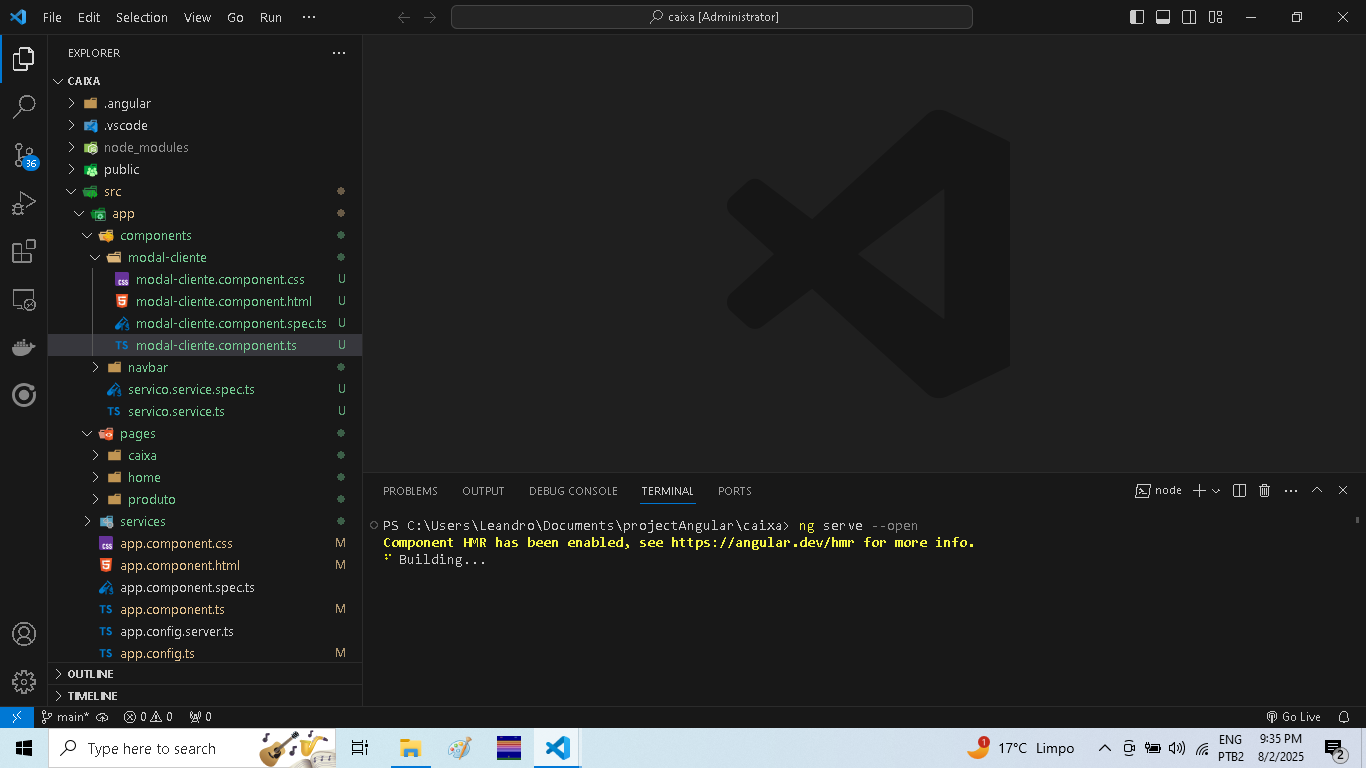 File Edit Selection View Go Run ···
caixa [Administrator]
EXPLORER
CAIXA
.angular
.vscode
node_modules
public
src
app
components
modal-cliente
modal-cliente.component.css U
modal-cliente.component.html U
modal-cliente.component.spec.ts U
TS modal-cliente.component.ts U
navbar
servico.service.spec.ts U
TS servico.service.ts U
pages
caixa
home
produto
services
app.component.css M
app.component.html M
app.component.spec.ts
TS app.component.ts M
TS app.config.server.ts
TS app.config.ts M
OUTLINE
TIMELINE
36
PROBLEMS OUTPUT DEBUG CONSOLE TERMINAL PORTS
node
PS C:\Users\Leandro\Documents\projectAngular\caixa> ng serve --open
Component HMR has been enabled, see https://angular.dev/hmr for more info.
Building...
main* 0 0 0
Go Live
Type here to search
1
17°C Limpo
ENG
PTB2
9:35 PM
8/2/2025
2